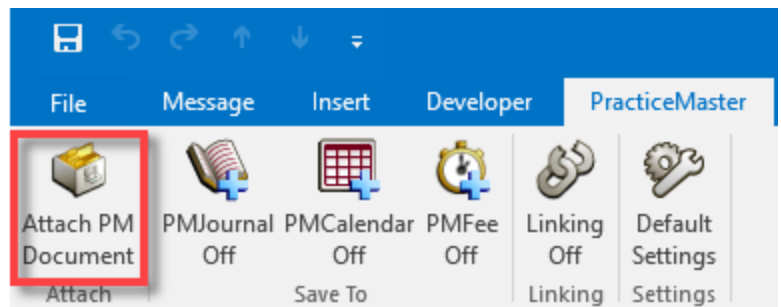 File Message Insert Developer PracticeMaster
Attach PM PMJournal PMCalendar PMFee Linking Default
Document Off Off Off Off Settings
Attach Save To Linking Settings